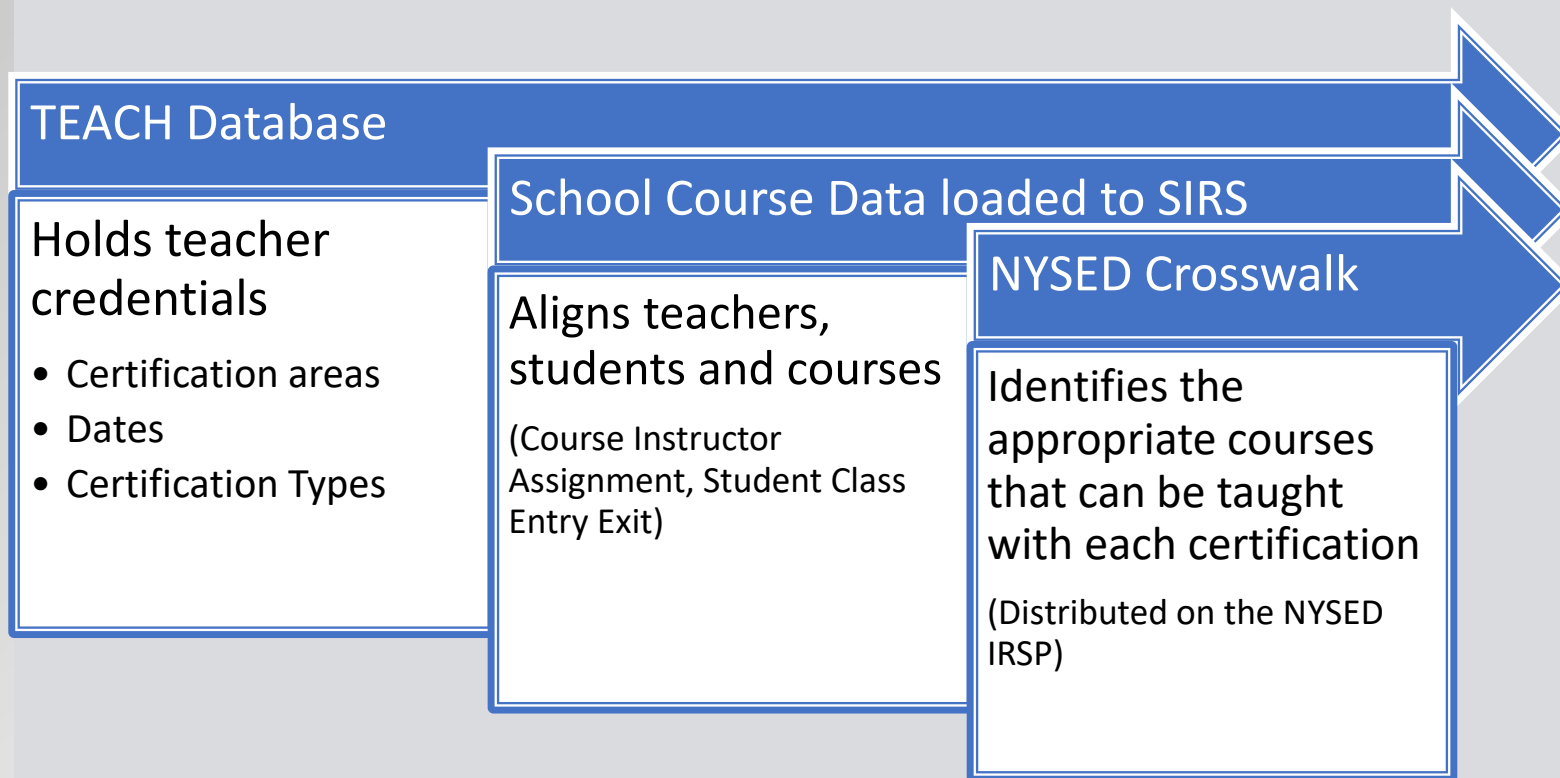 TEACH Database
Holds teacher
credentials
• Certification areas
• Dates
• Certification Types
School Course Data loaded to SIRS
Aligns teachers,
students and courses
(Course Instructor
Assignment, Student Class
Entry Exit)
NYSED Crosswalk
Identifies the
appropriate courses
that can be taught
with each certification
(Distributed on the NYSED
IRSP)